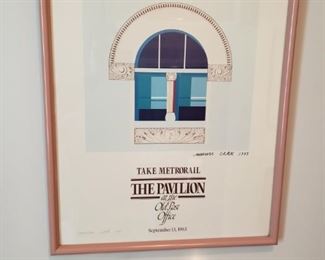 TAKE METRORAIL
THE PAVILION
at the
Old Post
Office
September 13, 1983